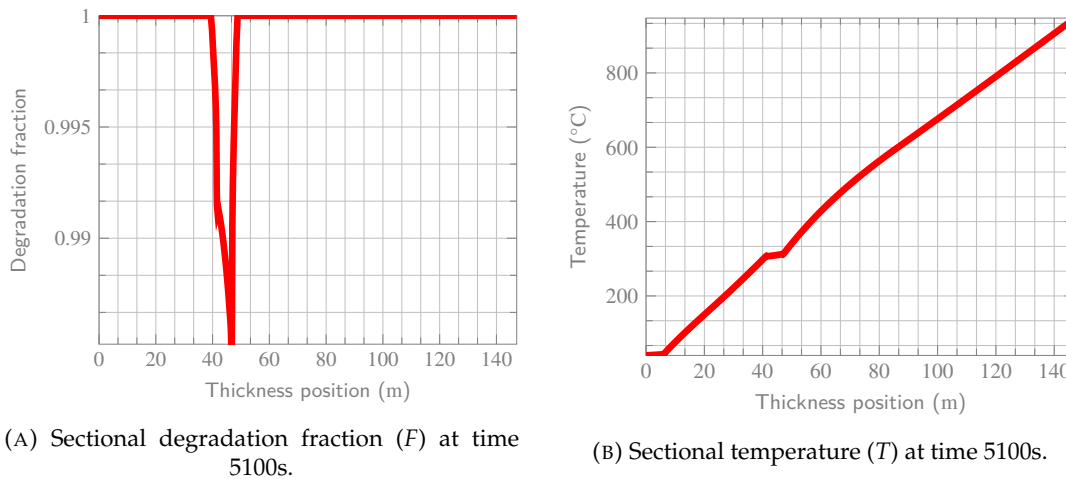 1
0.995
0.99
Degradation fraction
0 20 40 60 80 100 120 140
Thickness position (m)
(A) Sectional degradation fraction (F) at time
5100s.
800
600
400
200
Temperature (°C)
0 20 40 60 80 100 120 140
Thickness position (m)
(B) Sectional temperature (T) at time 5100s.